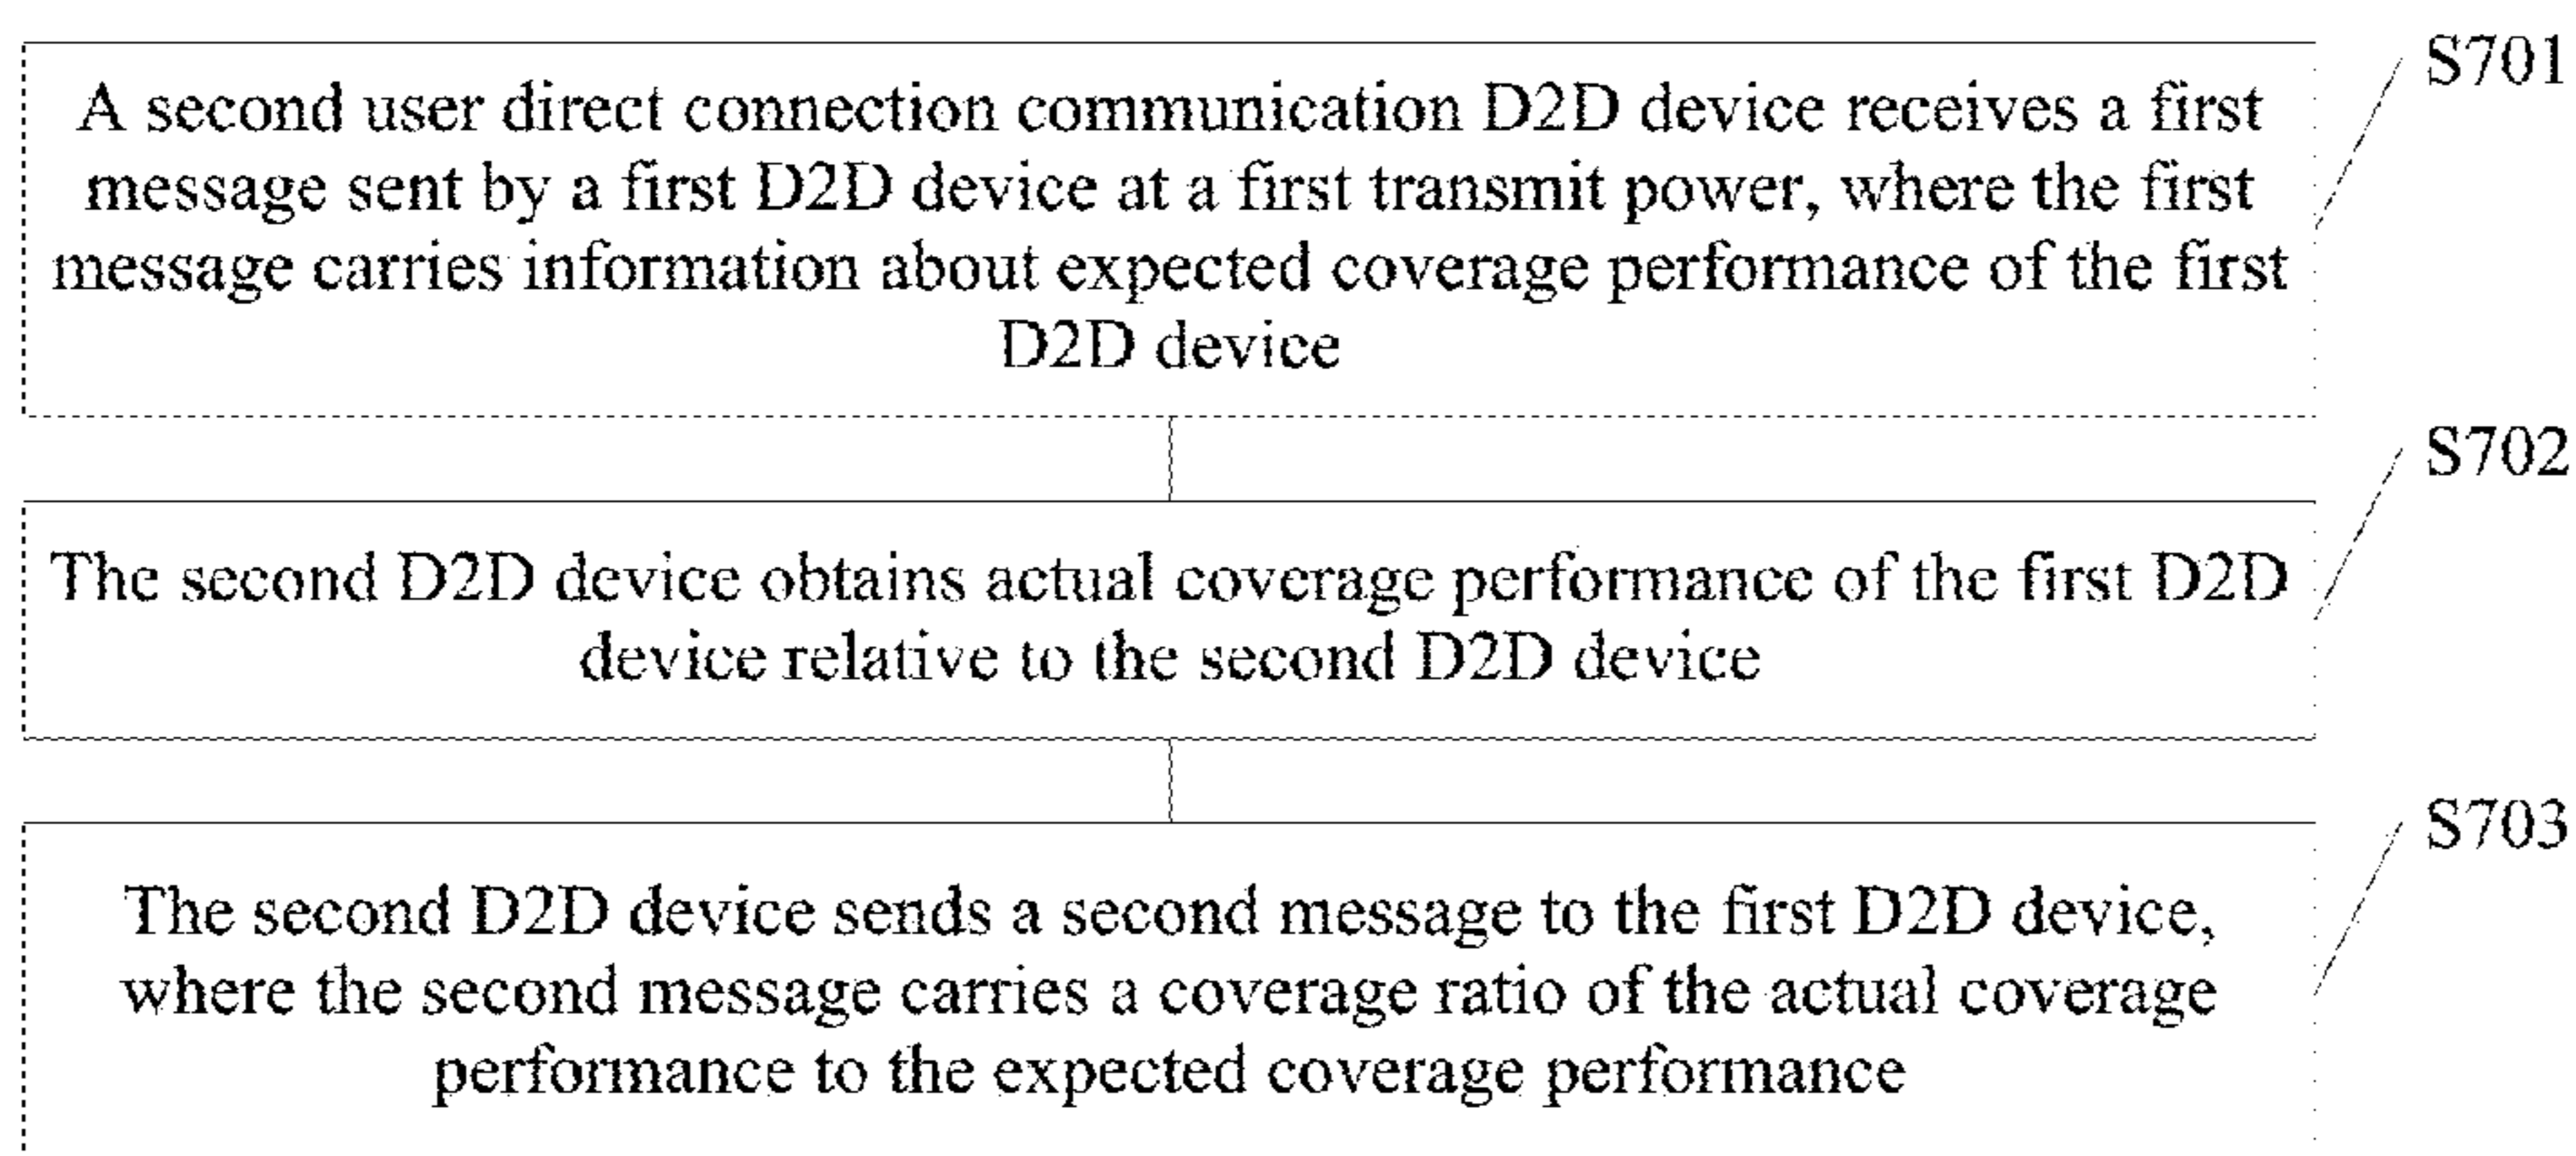 A second user direct connection communication D2D device receives a first
message sent by a first D2D device at a first transmit power, where the first
message carries information about expected coverage performance of the first
D2D device
S701
The second D2D device obtains actual coverage performance of the first D2D
device relative to the second D2D device
S702
The second D2D device sends a second message to the first D2D device,
where the second message carries a coverage ratio of the actual coverage
performance to the expected coverage performance
S703